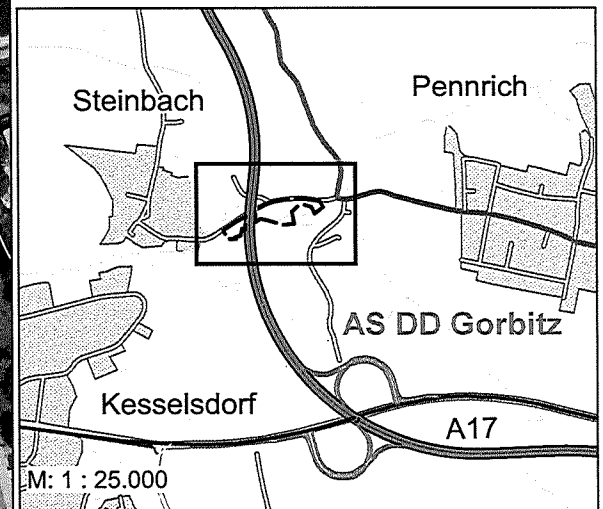 Steinbach
Pennrich
AS DD Gorbitz
Kesselsdorf
A17
M: 1 : 25.000